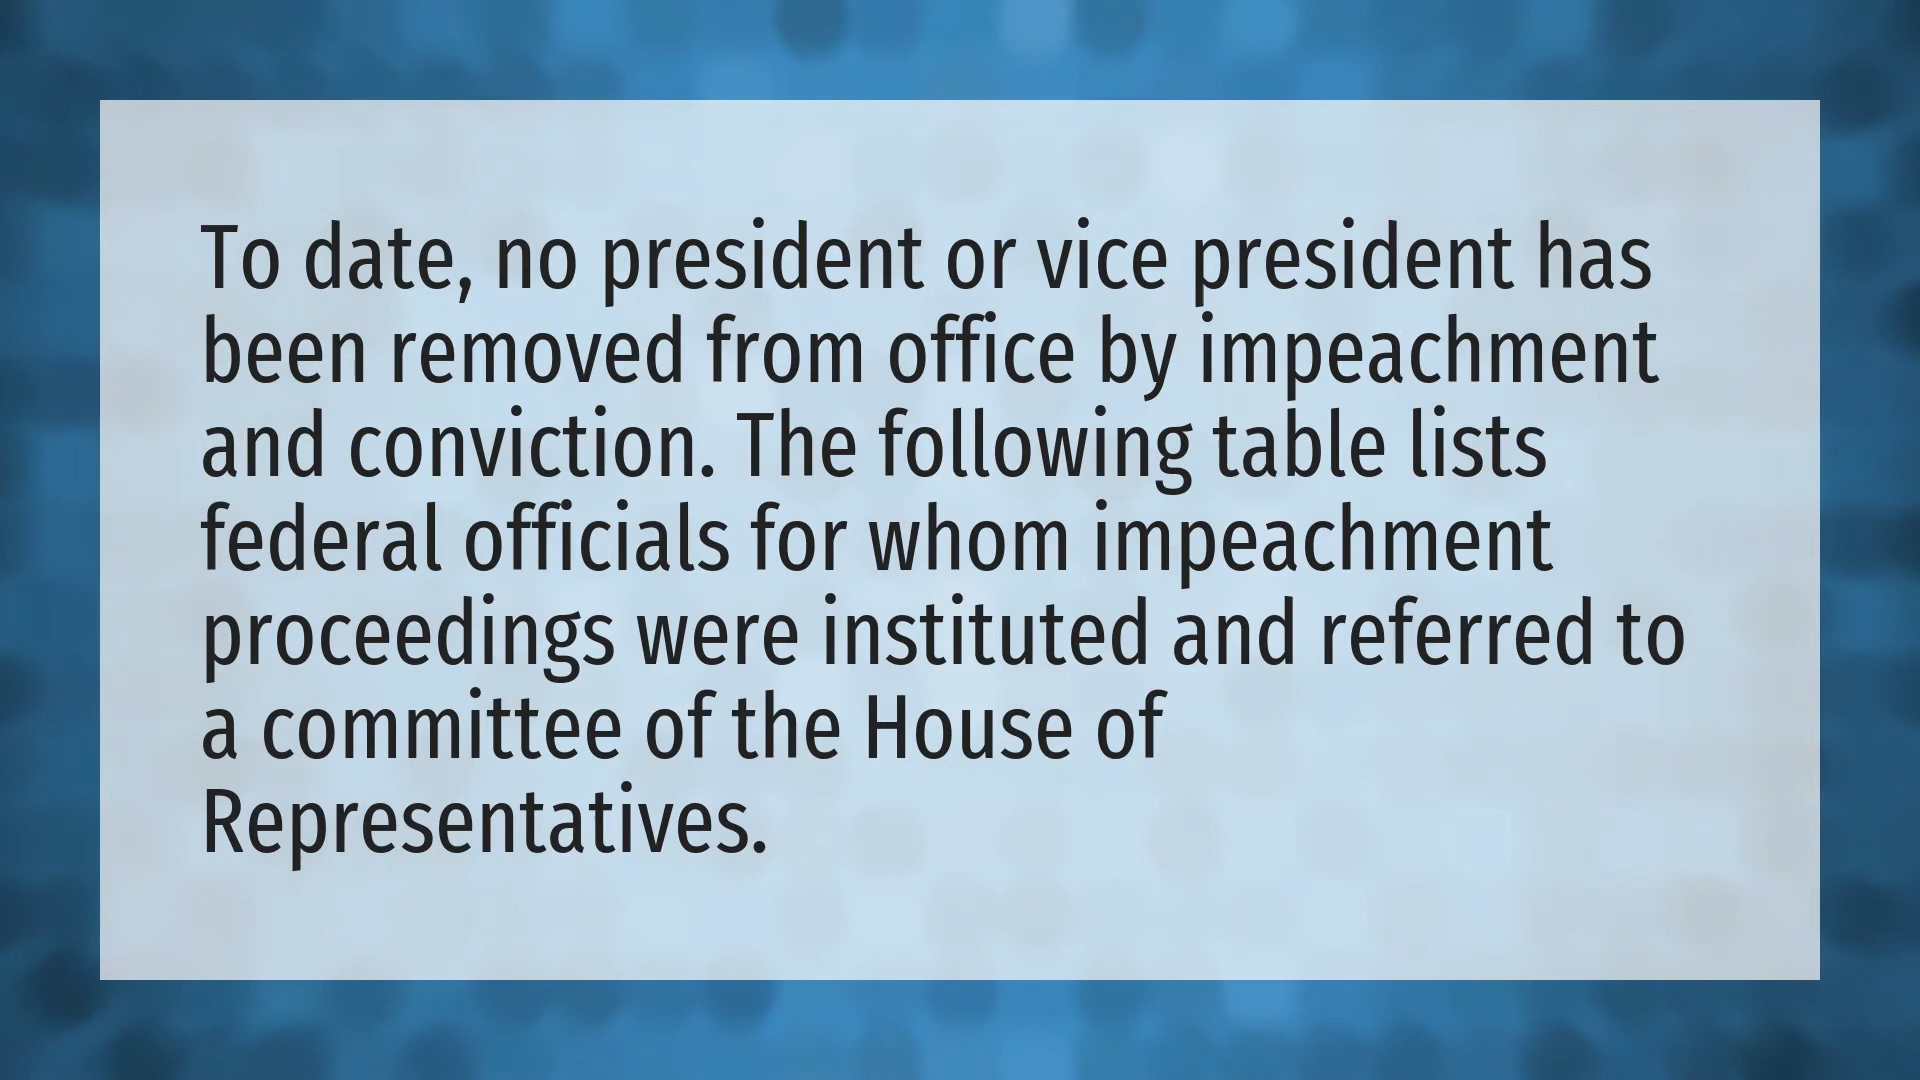 To date, no president or vice president has
been removed from office by impeachment
and conviction. The following table lists
federal officials for whom impeachment
proceedings were instituted and referred to
a committee of the House of
Representatives.